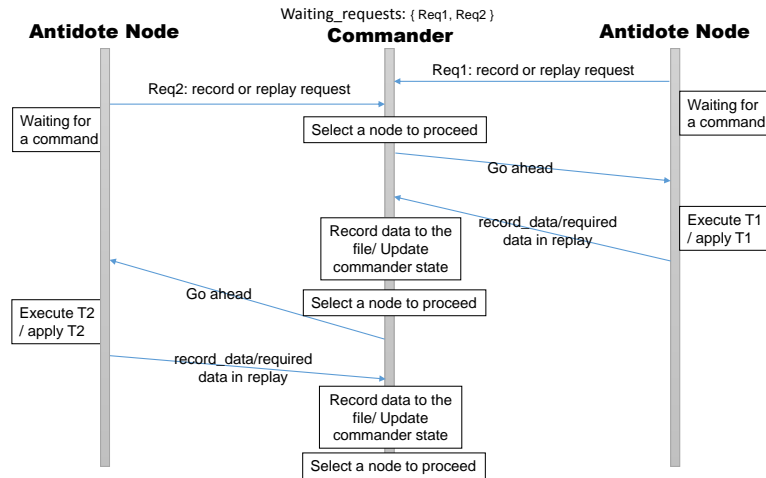 Waiting_requests: { Req1, Req2 }
Antidote Node
Commander
Antidote Node
Req1: record or replay request
Req2: record or replay request
Waiting for
a command
Waiting for
a command
Select a node to proceed
Go ahead
record_data/required
data in replay
Execute T1
/ apply T1
Record data to the
file/ Update
commander state
Go ahead
Select a node to proceed
Execute T2
/ apply T2
record_data/required
data in replay
Record data to the
file/ Update
commander state
Select a node to proceed